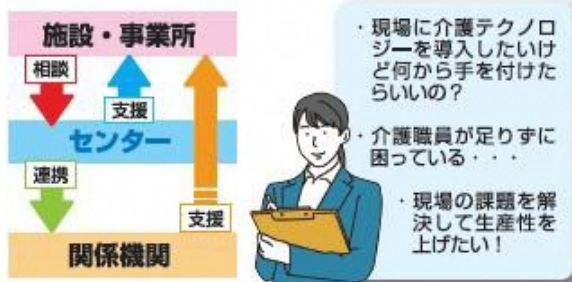 施設・事業所
相談
支援
センター
連携
支援
関係機関
・現場に介護テクノロ
ジーを導入したいけ
ど何から手を付けた
らいいの?
・介護職員が足りずに
困っている・・・
・現場の課題を解
決して生産性を
上げたい!